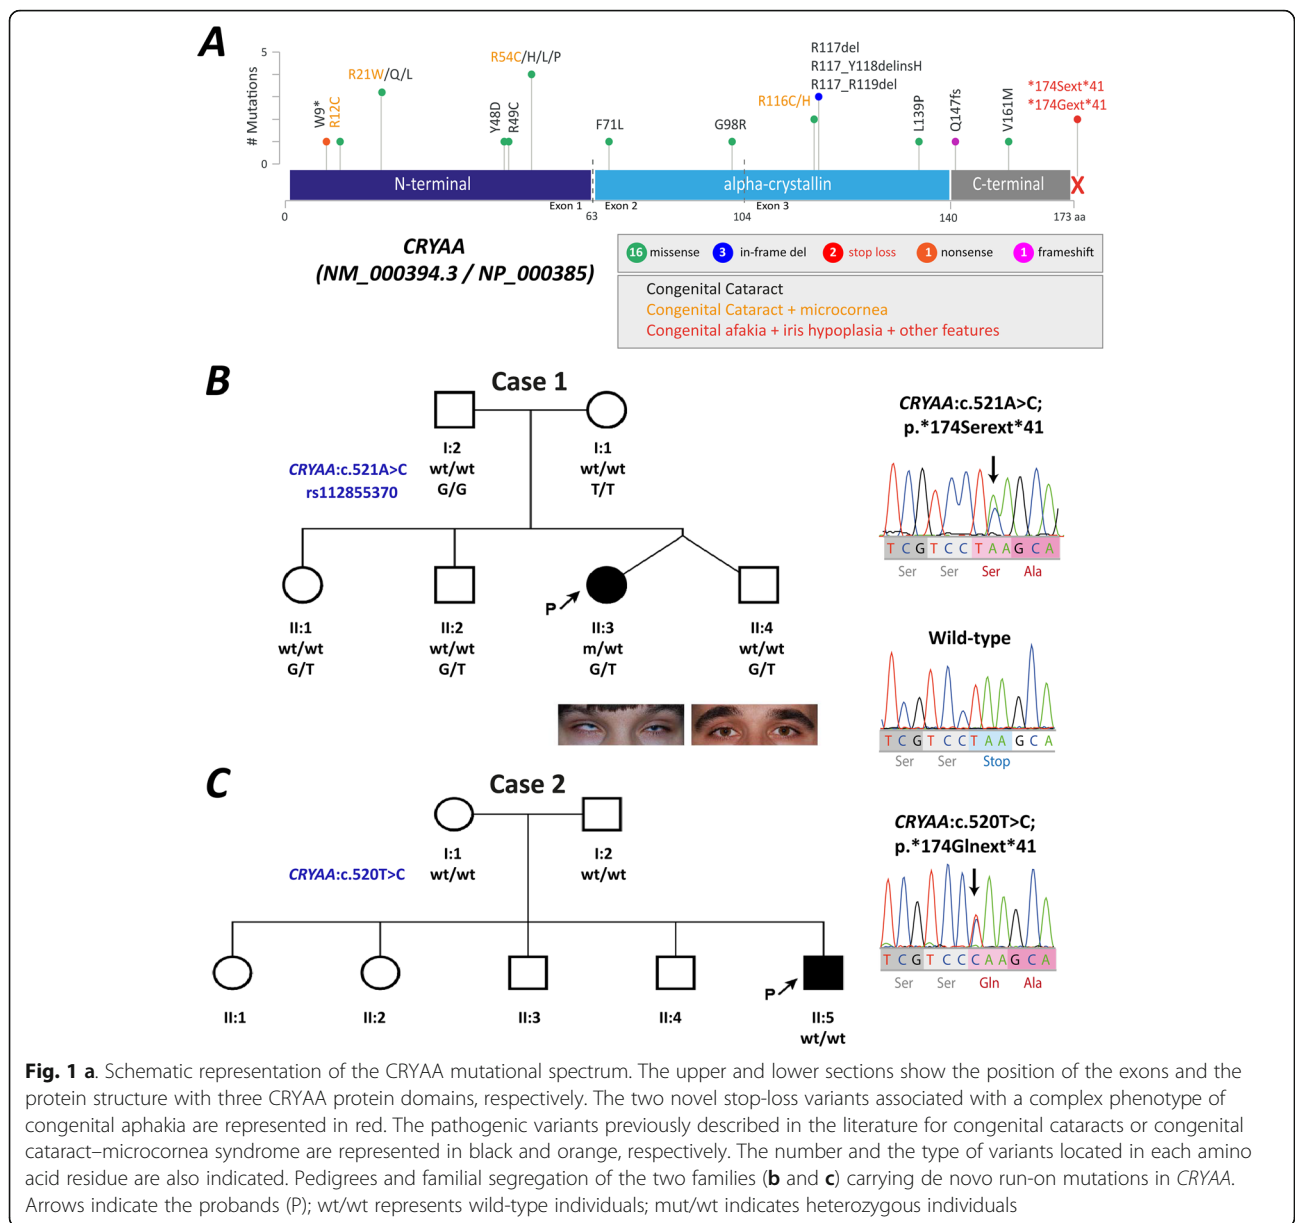 A
# Mutations
5
0
W9*
R12C
R21W/Q/L
Y48D
R49C
R54C/H/L/P
F71L
G98R
R116C/H
R117del
R117_Y118delinsH
R117_R119del
L139P
Q147fs
V161M
*174Sext*41
*174Gext*41
N-terminal
alpha-crystallin
C-terminal
X
Exon 1
Exon 2
Exon 3
0
63
104
140
173 aa
CRYAA
(NM_000394.3 / NP_000385)
16 missense 3 in-frame del 2 stop loss 1 nonsense 1 frameshift
Congenital Cataract
Congenital Cataract + microcornea
Congenital afakia + iris hypoplasia + other features
B
Case 1
CRYAA:c.521A>C
rs112855370
I:2
wt/wt
G/G
I:1
wt/wt
T/T
II:1
wt/wt
G/T
II:2
wt/wt
G/T
P
II:3
m/wt
G/T
II:4
wt/wt
G/T
CRYAA:c.521A>C;
p.*174Serext*41
T C G T C C T A A G C A
Ser Ser Ser Ala
Wild-type
T C G T C C T A A G C A
Ser Ser Stop
C
Case 2
CRYAA:c.520T>C
I:1
wt/wt
I:2
wt/wt
II:1
II:2
II:3
II:4
P
II:5
wt/wt
CRYAA:c.520T>C;
p.*174Glnext*41
T C G T C C C A A G C A
Ser Ser Gln Ala
Fig. 1 a. Schematic representation of the CRYAA mutational spectrum. The upper and lower sections show the position of the exons and the
protein structure with three CRYAA protein domains, respectively. The two novel stop-loss variants associated with a complex phenotype of
congenital aphakia are represented in red. The pathogenic variants previously described in the literature for congenital cataracts or congenital
cataract–microcornea syndrome are represented in black and orange, respectively. The number and the type of variants located in each amino
acid residue are also indicated. Pedigrees and familial segregation of the two families (b and c) carrying de novo run-on mutations in CRYAA.
Arrows indicate the probands (P); wt/wt represents wild-type individuals; mut/wt indicates heterozygous individuals